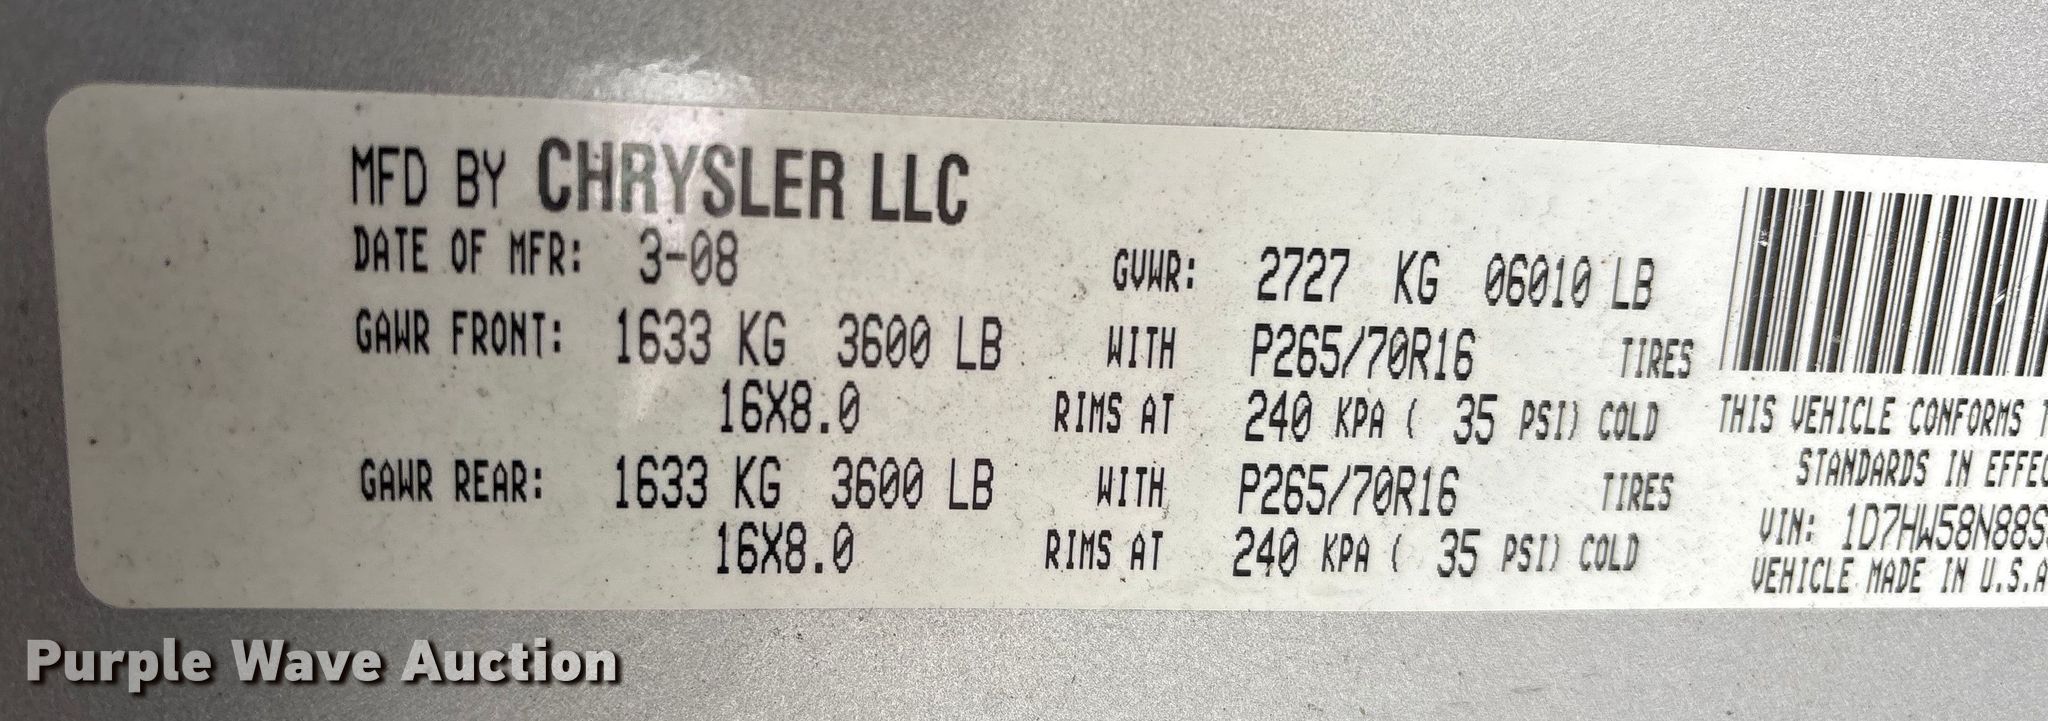 MFD BY CHRYSLER LLC
DATE OF MFR: 3-08 GVWR: 2727 KG 06010 LB
GAWR FRONT: 1633 KG 3600 LB WITH P265/70R16 TIRES
16X8.0 RIMS AT 240 KPA ( 35 PSI) COLD
GAWR REAR: 1633 KG 3600 LB WITH P265/70R16 TIRES
16X8.0 RIMS AT 240 KPA ( 35 PSI) COLD
THIS VEHICLE CONFORMS T
STANDARDS IN EFFEC
VIN: 1D7HW58N88S
VEHICLE MADE IN U.S.A
Purple Wave Auction